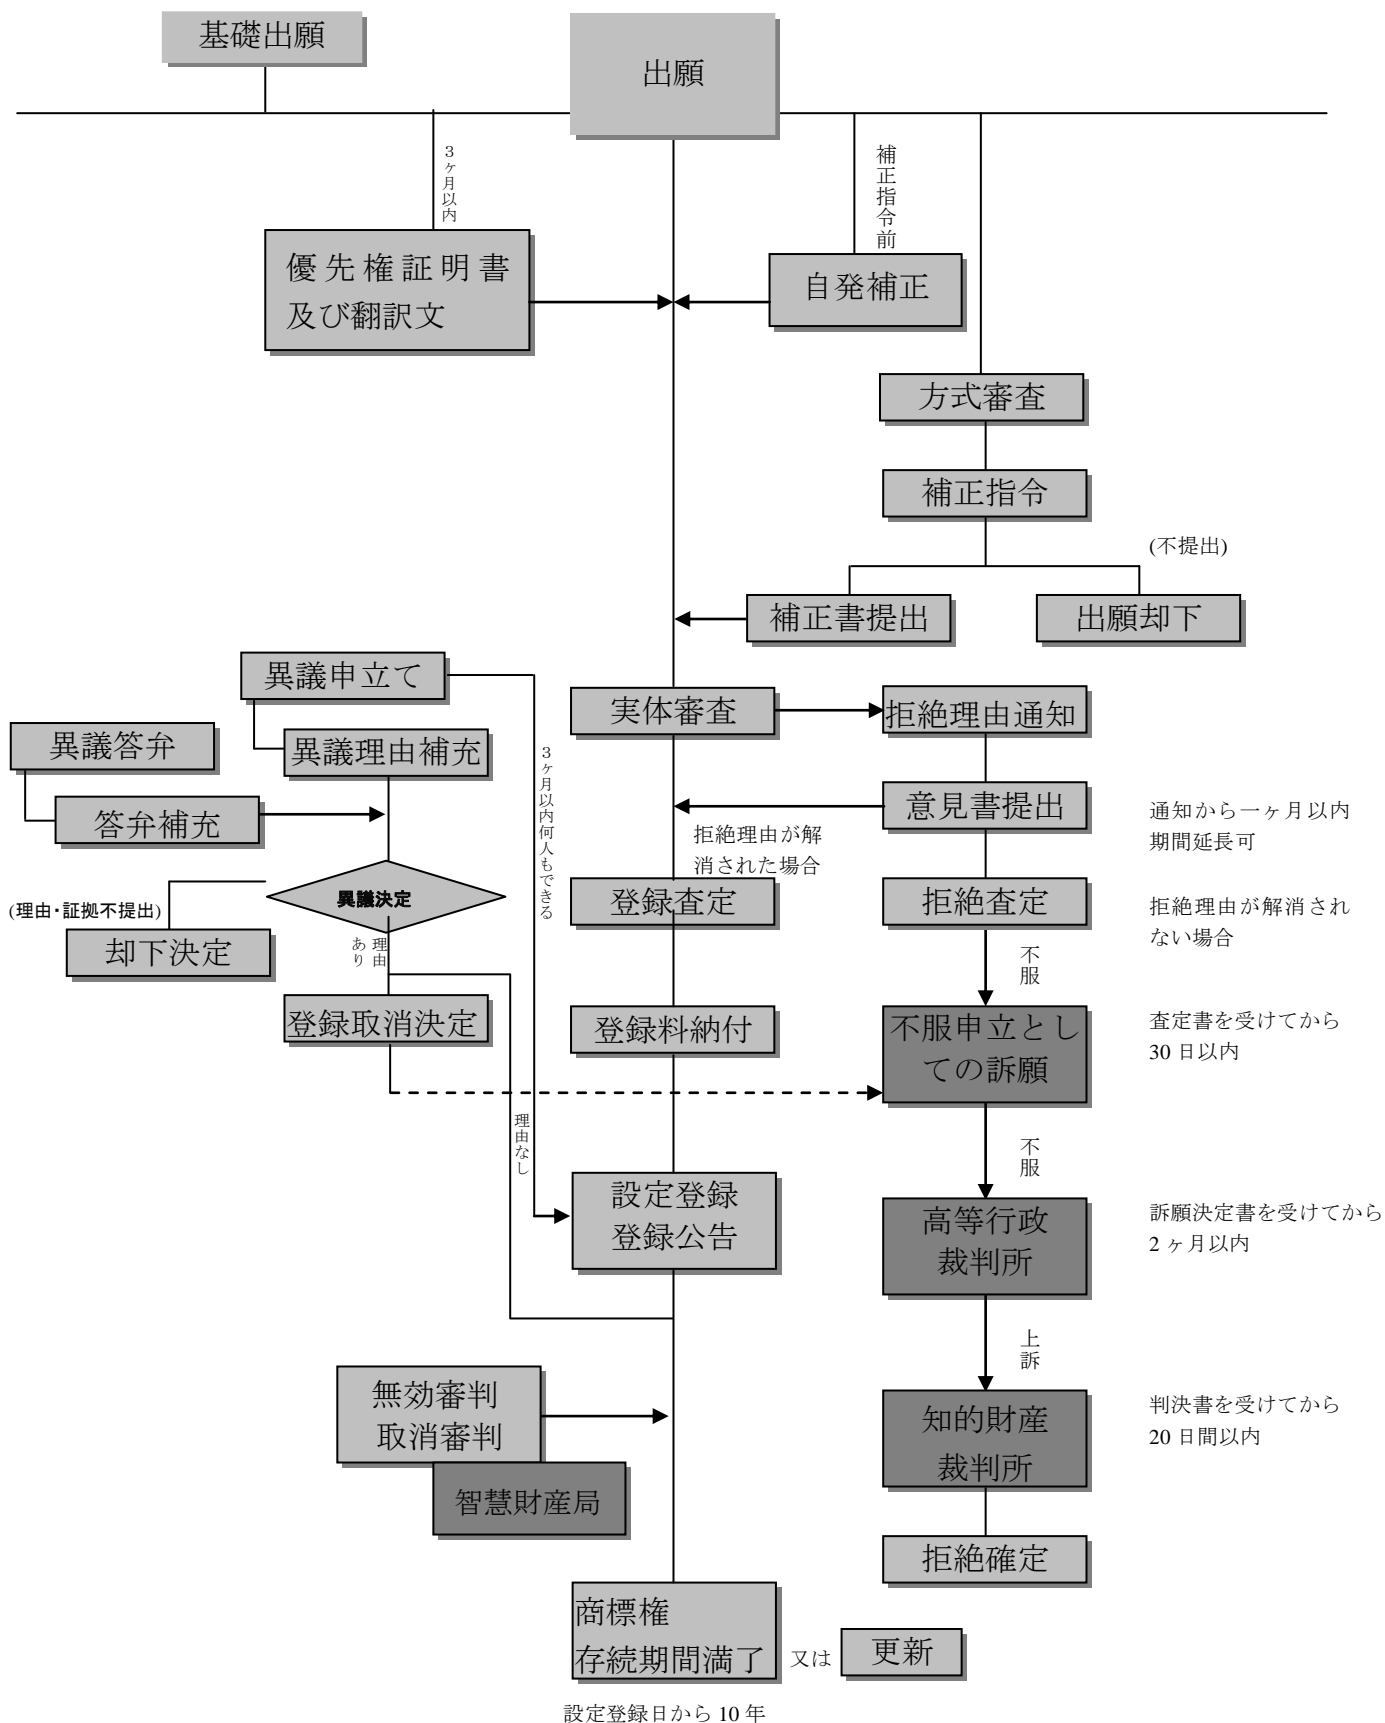 基礎出願
出願
3ヶ月以内
補正指令前
優先権証明書
及び翻訳文
自発補正
方式審査
補正指令
(不提出)
補正書提出
出願却下
異議申立て
実体審査
拒絶理由通知
異議答弁
異議理由補充
3ヶ月以内何人もできる
答弁補充
意見書提出
通知から一ヶ月以内
期間延長可
拒絶理由が解
消された場合
異議決定
登録査定
拒絶査定
拒絶理由が解消され
ない場合
(理由・証拠不提出)
却下決定
理由
あり
不服
登録取消決定
登録料納付
不服申立とし
ての訴願
査定書を受けてから
30 日以内
理由なし
不服
設定登録
登録公告
高等行政
裁判所
訴願決定書を受けてから
2 ヶ月以内
上訴
無効審判
取消審判
知的財産
裁判所
判決書を受けてから
20 日間以内
智慧財産局
拒絶確定
商標権
存続期間満了
又は
更新
設定登録日から 10 年